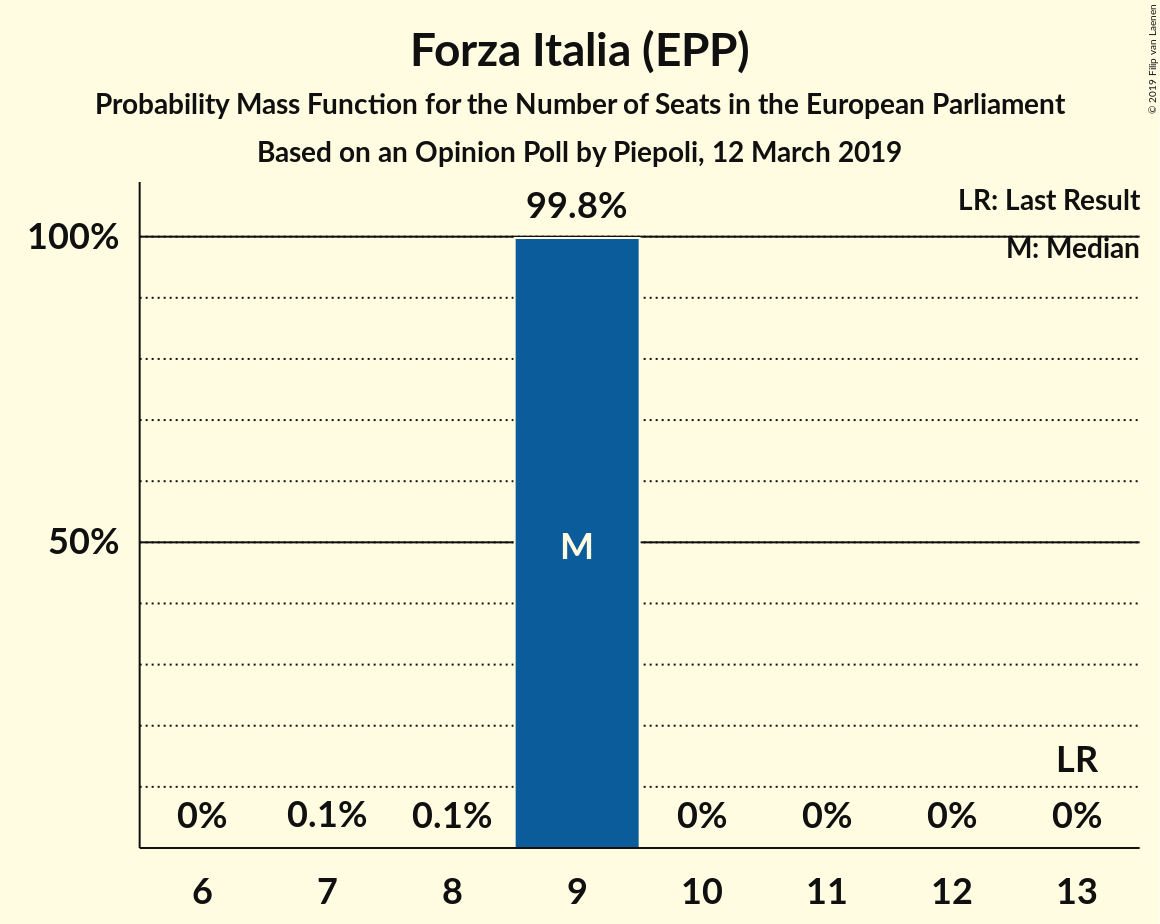 Forza Italia (EPP)
Probability Mass Function for the Number of Seats in the European Parliament
Based on an Opinion Poll by Piepoli, 12 March 2019
© 2019 Filip van Laenen
LR: Last Result
M: Median
99.8%
100%
50%
M
LR
0% 0.1% 0.1% 0% 0% 0% 0%
6 7 8 9 10 11 12 13